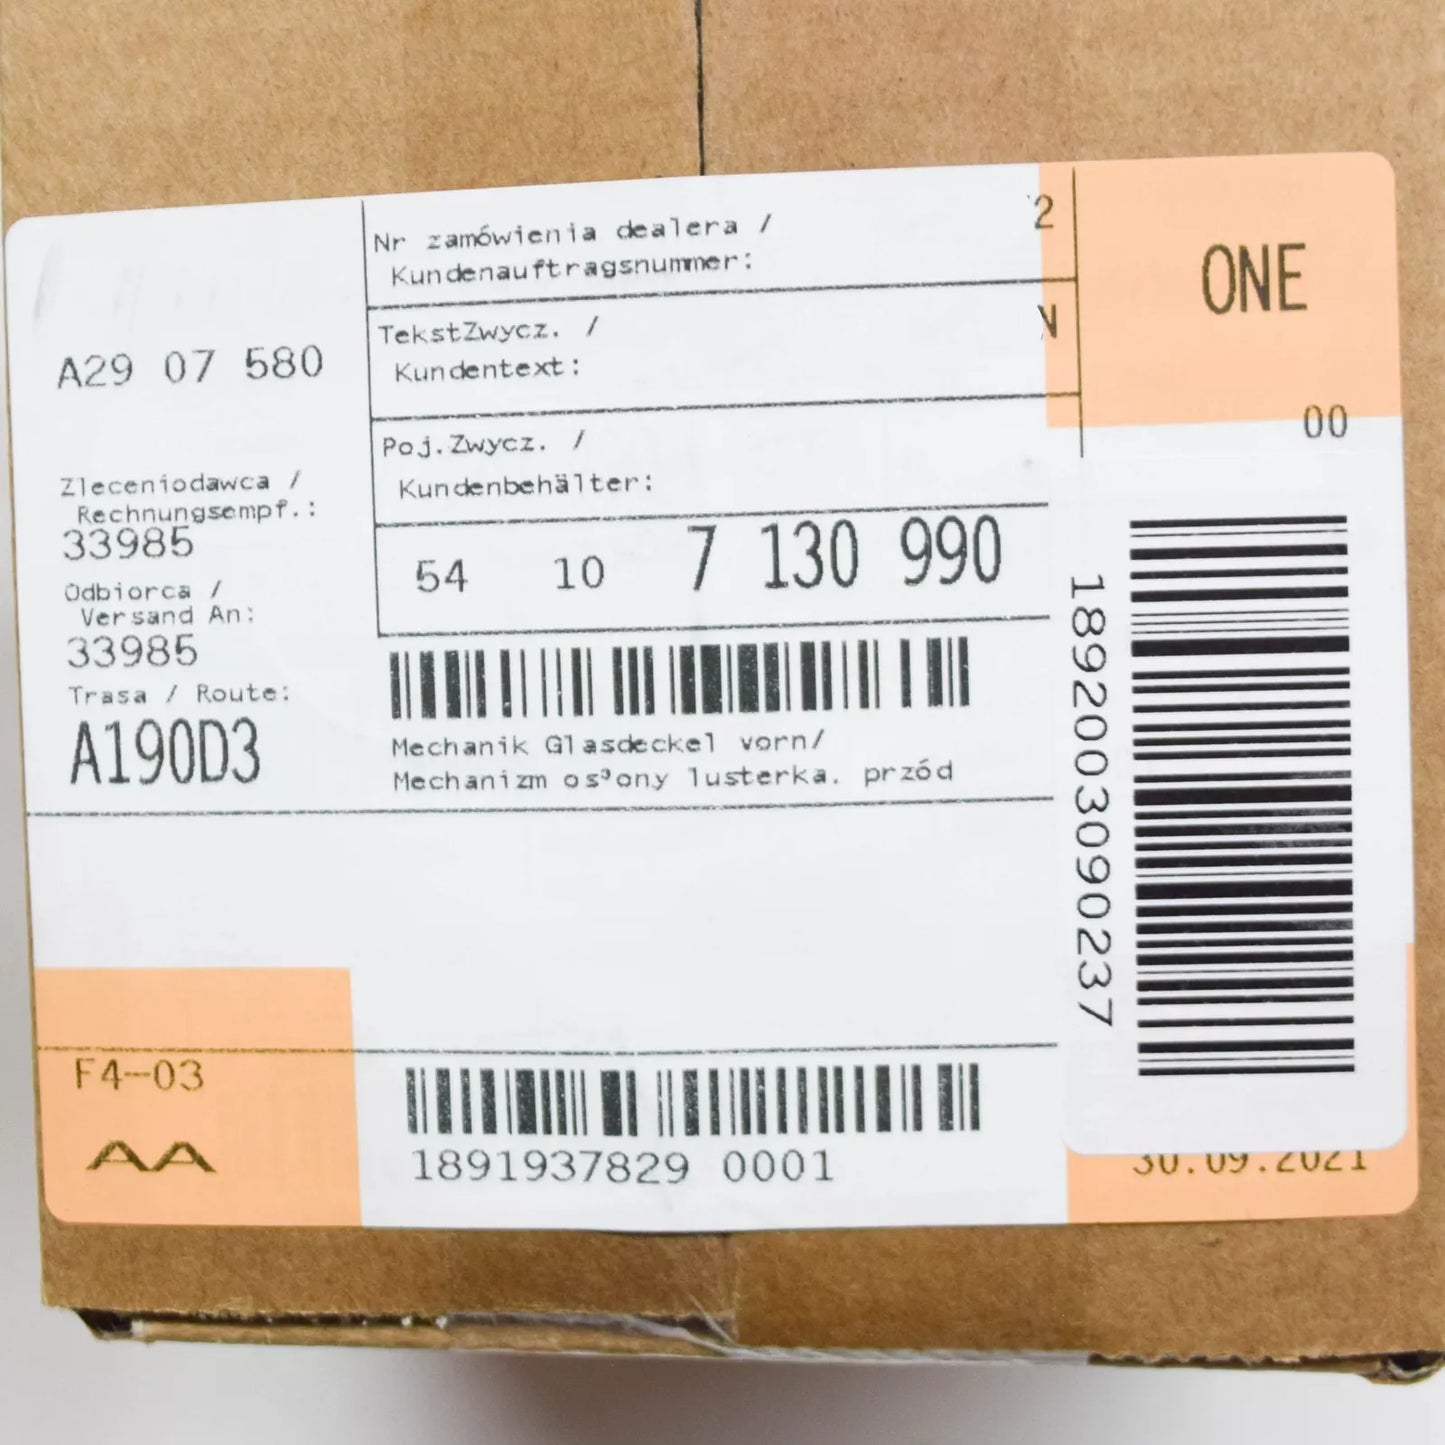 Nr zamówienia dealera /
Kundenauftragsnummer:
2
ONE
TekstZwycz. /
Kundentext:
N
A29 07 580
00
Poj.Zwycz. /
Kundenbehälter:
Zleceniodawca /
Rechnungsempf.:
33985
54 10 7 130 990
Odbiorca /
Versand An:
33985
Trasa / Route:
A190D3
Mechanik Glasdeckel vorn/
Mechanizm os³ony lusterka. przód
1892003090237
F4-03
AA
1891937829 0001
30.09.2021